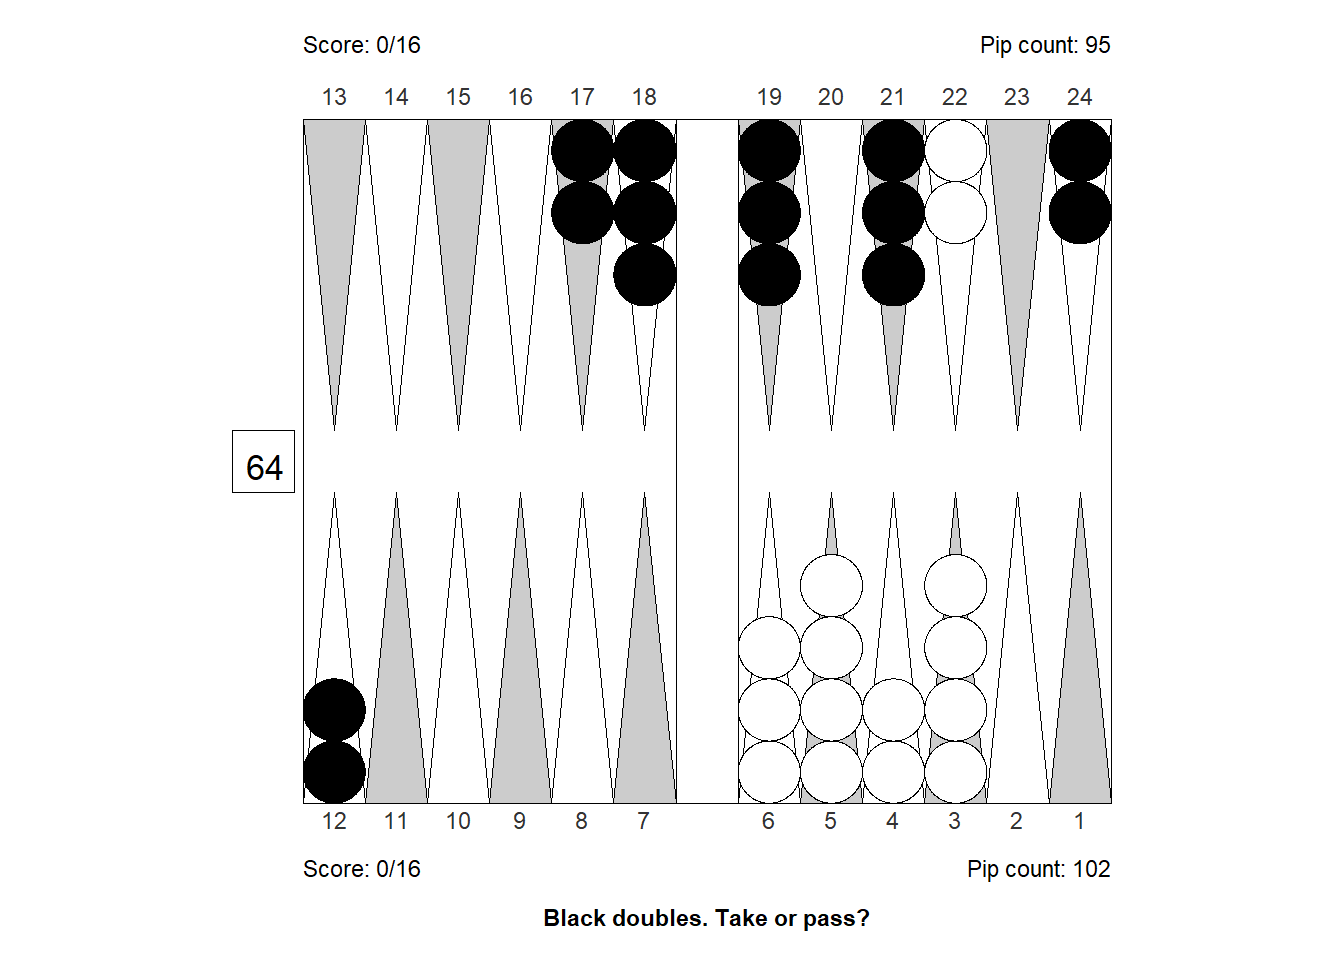 Score: 0/16 Pip count: 95
13 14 15 16 17 18 19 20 21 22 23 24
64
12 11 10 9 8 7 6 5 4 3 2 1
Score: 0/16 Pip count: 102
Black doubles. Take or pass?